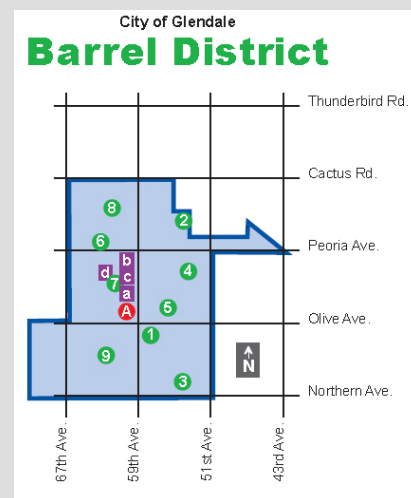 City of Glendale
Barrel District
Thunderbird Rd.
Cactus Rd.
8
2
6
Peoria Ave.
b
d
c
4
7
a
A
5
Olive Ave.
1
9
N
3
Northern Ave.
67th Ave.
59th Ave.
51st Ave.
43rd Ave.